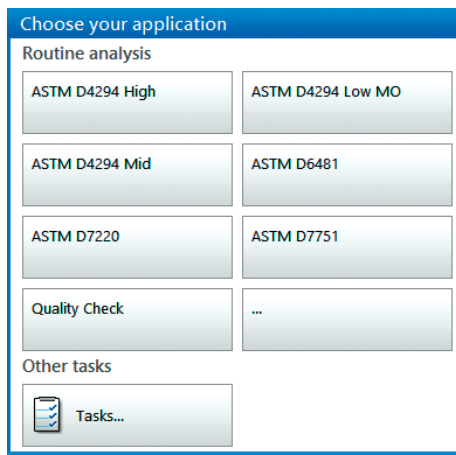 Choose your application
Routine analysis
ASTM D4294 High
ASTM D4294 Low MO
ASTM D4294 Mid
ASTM D6481
ASTM D7220
ASTM D7751
Quality Check
...
Other tasks
Tasks...